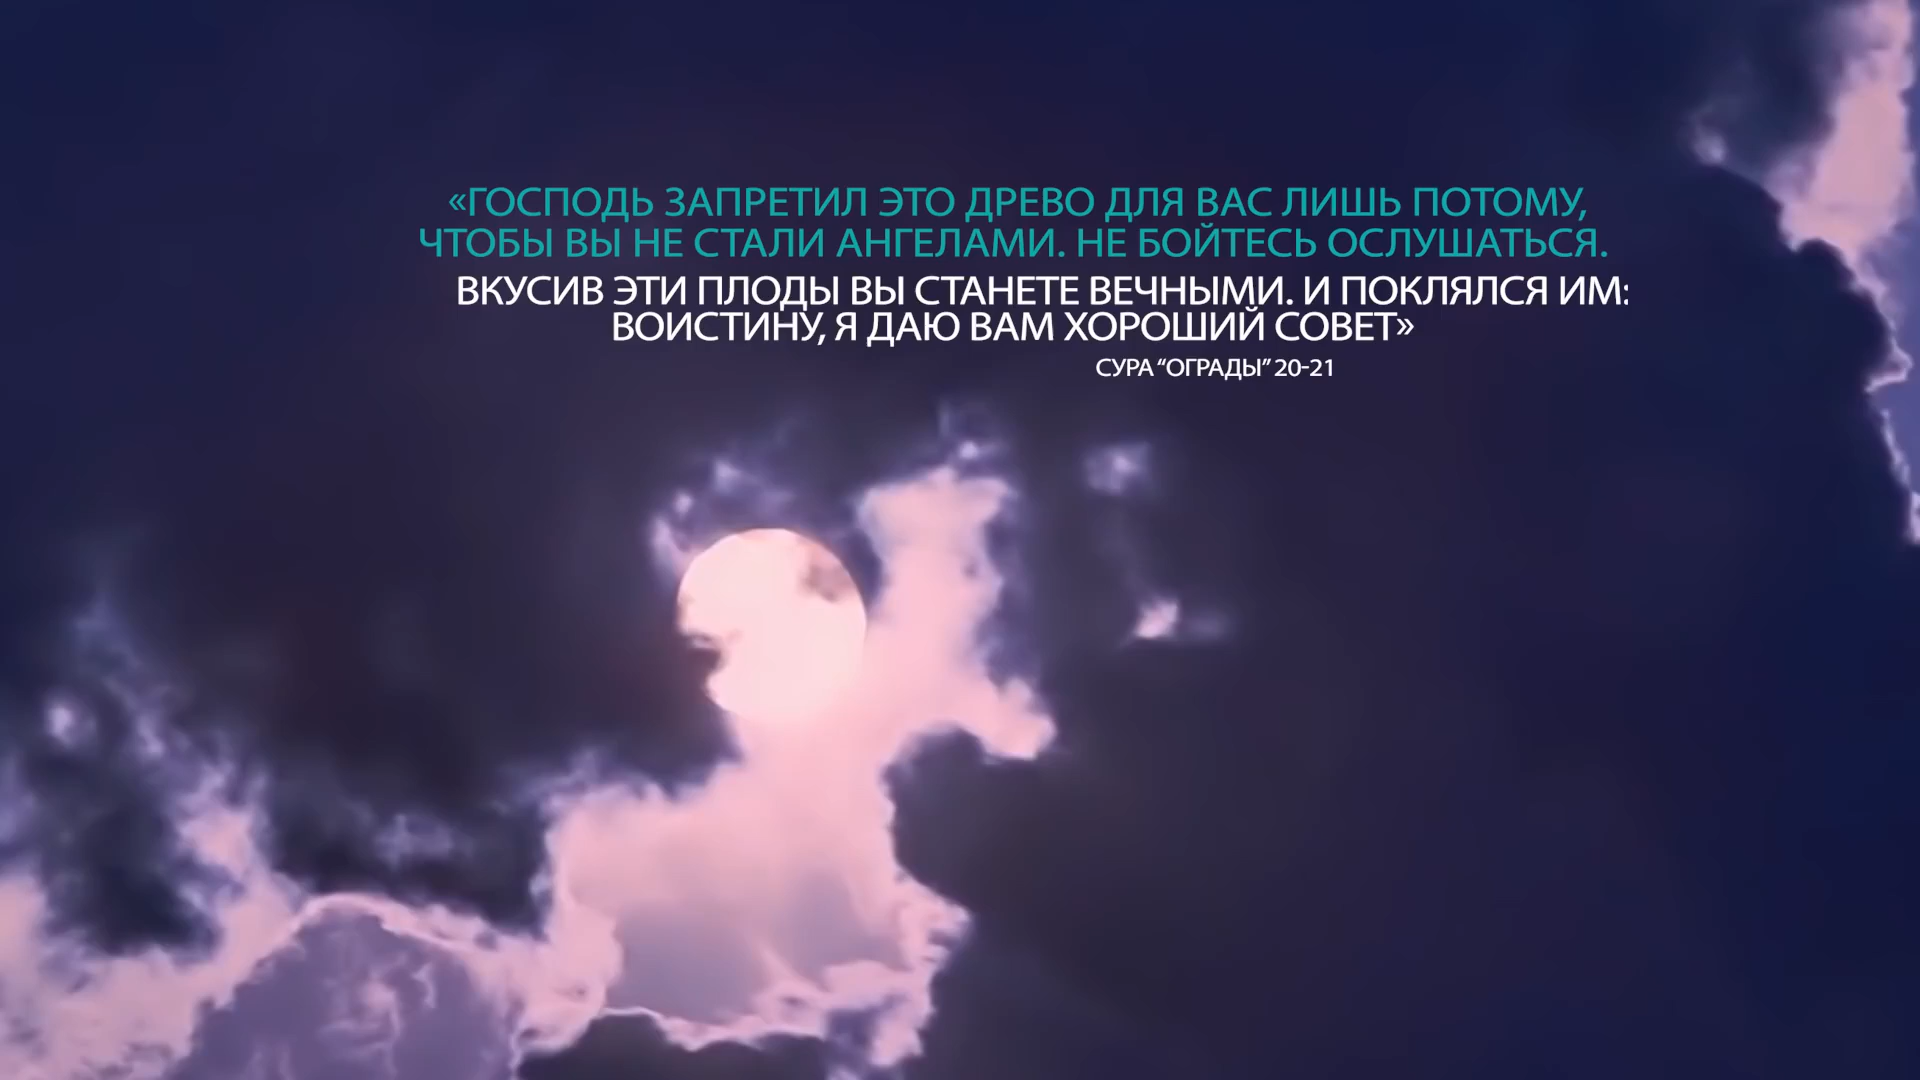 «ГОСПОДЬ ЗАПРЕТИЛ ЭТО ДРЕВО ДЛЯ ВАС ЛИШЬ ПОТОМУ,
ЧТОБЫ ВЫ НЕ СТАЛИ АНГЕЛАМИ. НЕ БОЙТЕСЬ ОСЛУШАТЬСЯ.
ВКУСИВ ЭТИ ПЛОДЫ ВЫ СТАНЕТЕ ВЕЧНЫМИ. И ПОКЛЯЛСЯ ИМ:
ВОИСТИНУ, Я ДАЮ ВАМ ХОРОШИЙ СОВЕТ»
СУРА “ОГРАДЫ” 20-21